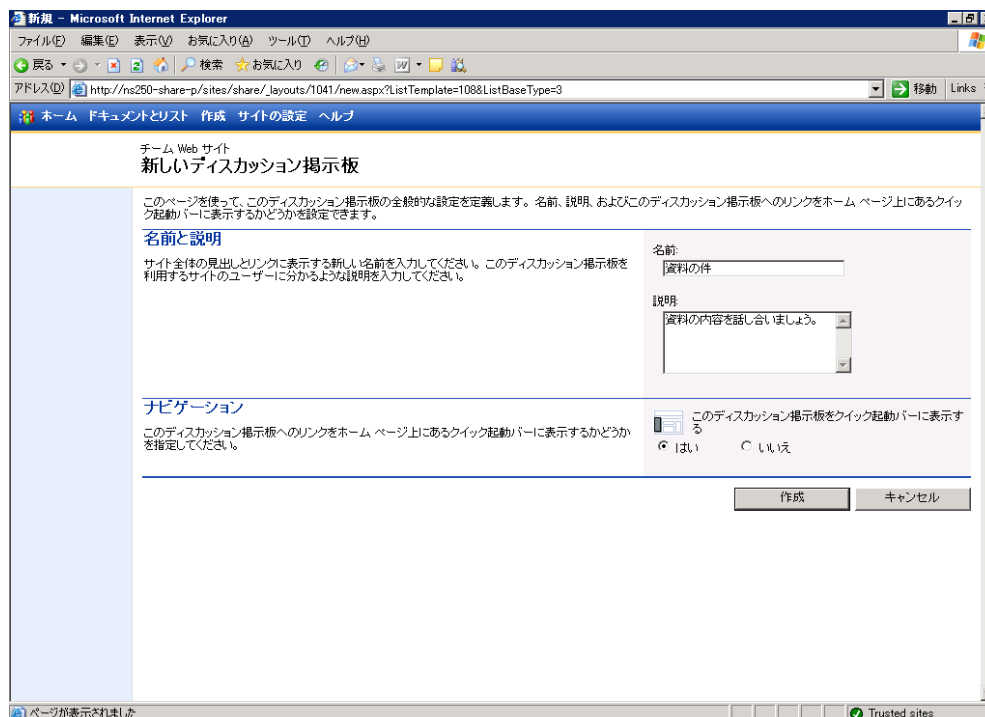 新規 - Microsoft Internet Explorer
ファイル(F) 編集(E) 表示(V) お気に入り(A) ツール(T) ヘルプ(H)
戻る 検索 お気に入り
アドレス(D) http://ns250-share-p/sites/share/_layouts/1041/new.aspx?ListTemplate=108&ListBaseType=3 移動 Links
ホーム ドキュメントとリスト 作成 サイトの設定 ヘルプ
チーム Web サイト
新しいディスカッション掲示板
このページを使って、このディスカッション掲示板の全般的な設定を定義します。名前、説明、およびこのディスカッション掲示板へのリンクをホーム ページ上にあるクイッ
ク起動バーに表示するかどうかを設定できます。
名前と説明
サイト全体の見出しとリンクに表示する新しい名前を入力してください。このディスカッション掲示板を
利用するサイトのユーザーに分かるような説明を入力してください。
名前:
資料の件
説明:
資料の内容を話し合いましょう。
ナビゲーション
このディスカッション掲示板へのリンクをホーム ページ上にあるクイック起動バーに表示するかどうか
を指定してください。
このディスカッション掲示板をクイック起動バーに表示す
る
はい いいえ
作成 キャンセル
ページが表示されました Trusted sites